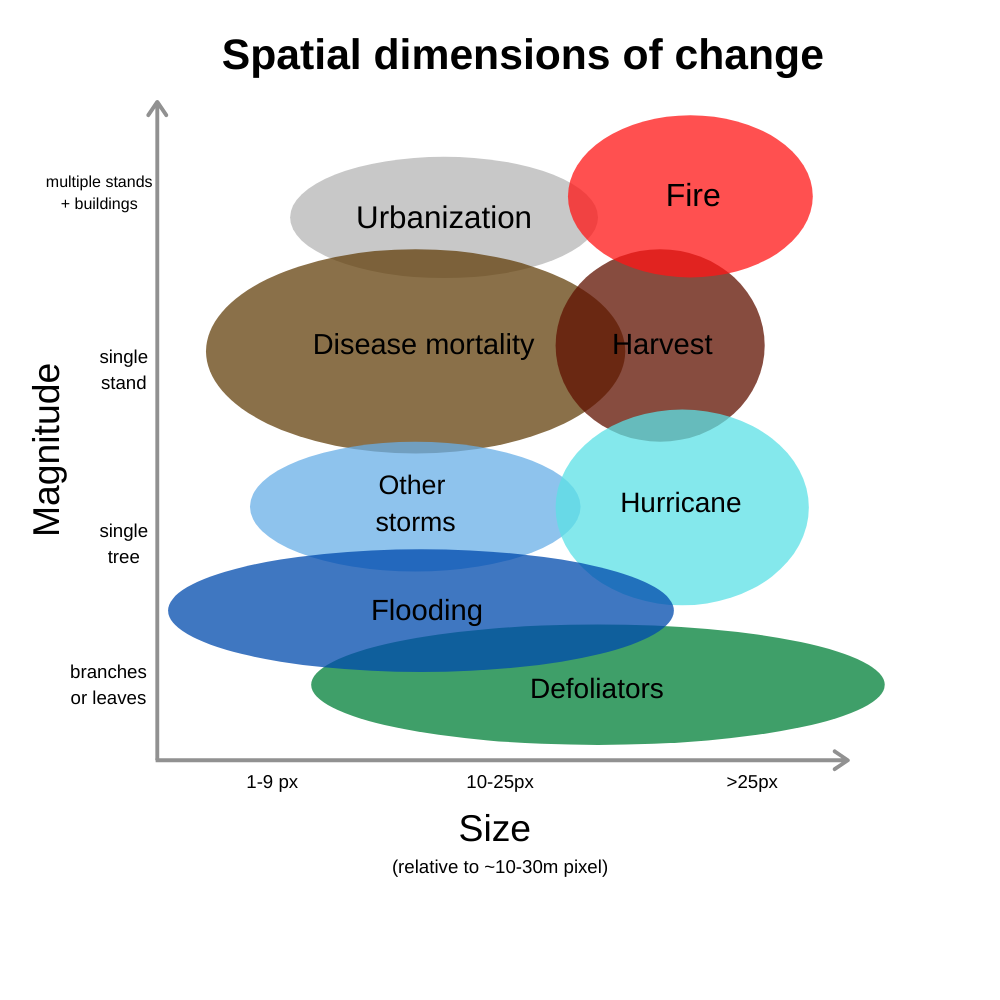 Spatial dimensions of change
multiple stands
+ buildings
Urbanization
Fire
Magnitude
single
stand
Disease mortality
Harvest
single
tree
Other
storms
Hurricane
Flooding
branches
or leaves
Defoliators
1-9 px
10-25px
>25px
Size
(relative to ~10-30m pixel)